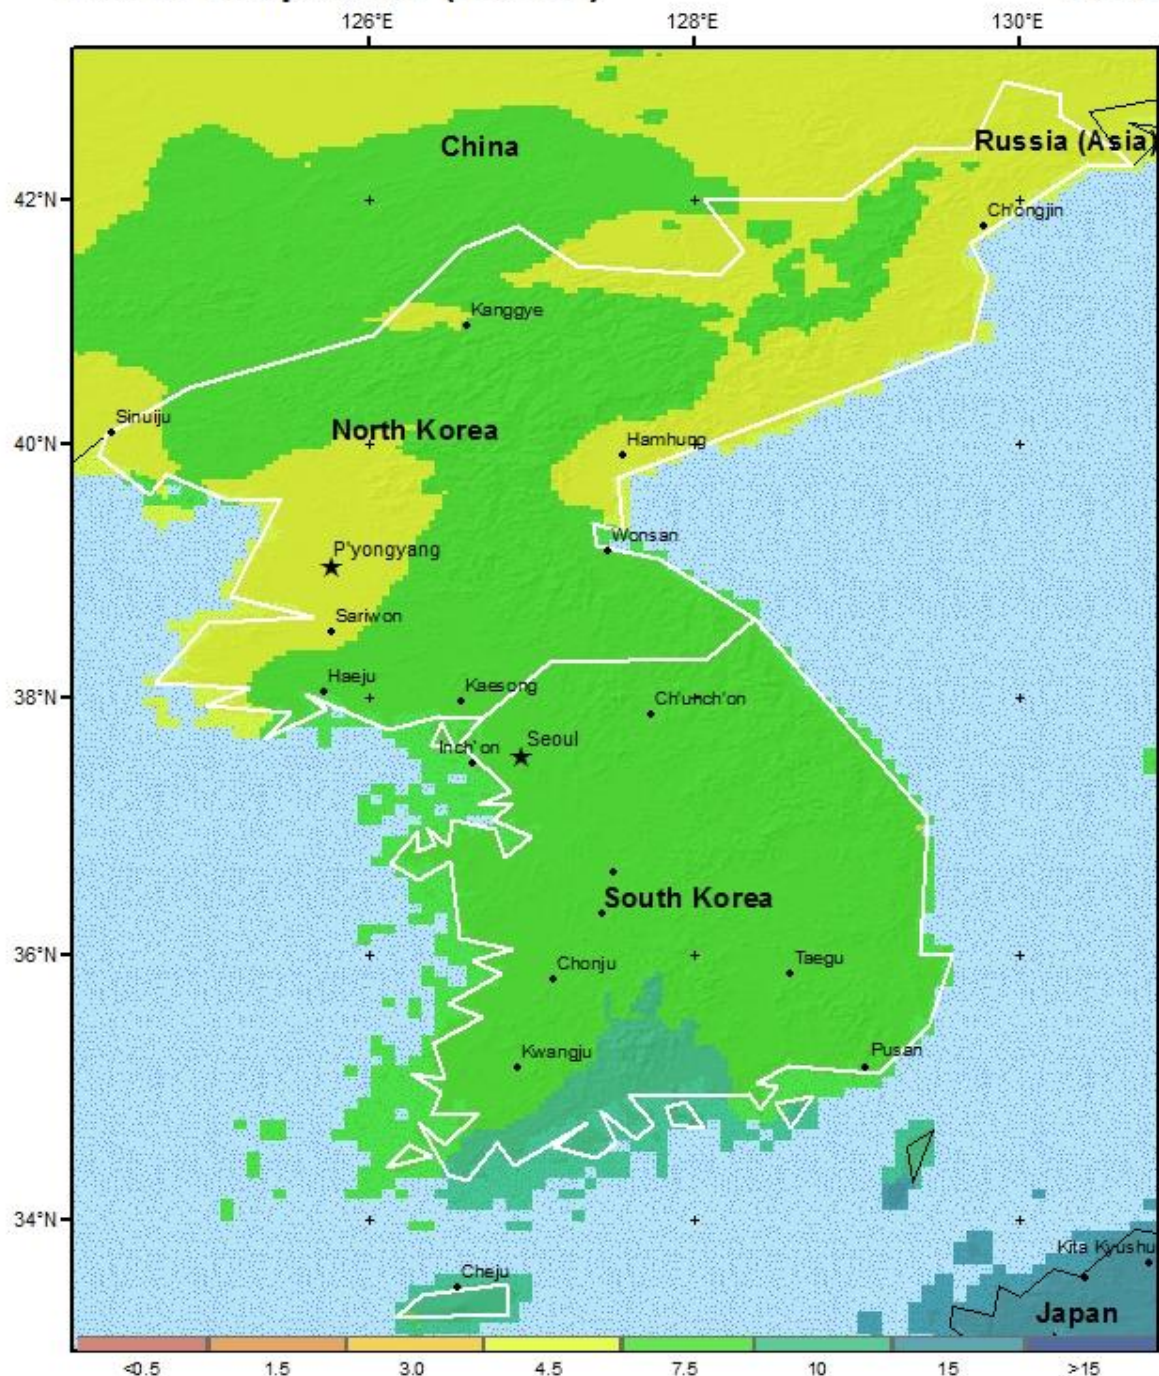 126°E 128°E 130°E
China
Russia (Asia)
42°N
Ch'ongjin
Kanggye
Sinuiju
North Korea
40°N
Hamhung
Wonsan
P'yongyang
Sariwon
Haeju
Kaesong
38°N
Ch'unch'on
Inch'on
Seoul
South Korea
36°N
Chonju
Taegu
Kwangju
Pusan
34°N
Kita Kyushu
Cheju
Japan
<0.5 1.5 3.0 4.5 7.5 10 15 >15